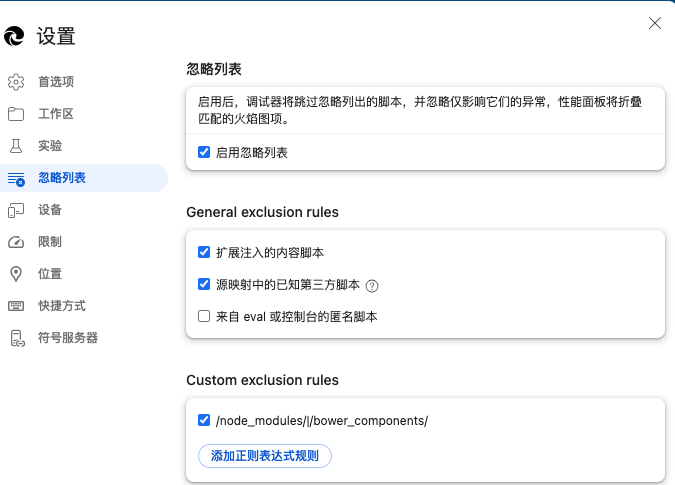 设置
首选项
工作区
实验
忽略列表
设备
限制
位置
快捷方式
符号服务器
忽略列表
启用后，调试器将跳过忽略列出的脚本，并忽略仅影响它们的异常，性能面板将折叠
匹配的火焰图项。
启用忽略列表
General exclusion rules
扩展注入的内容脚本
源映射中的已知第三方脚本
来自 eval 或控制台的匿名脚本
Custom exclusion rules
/node_modules/|/bower_components/
添加正则表达式规则